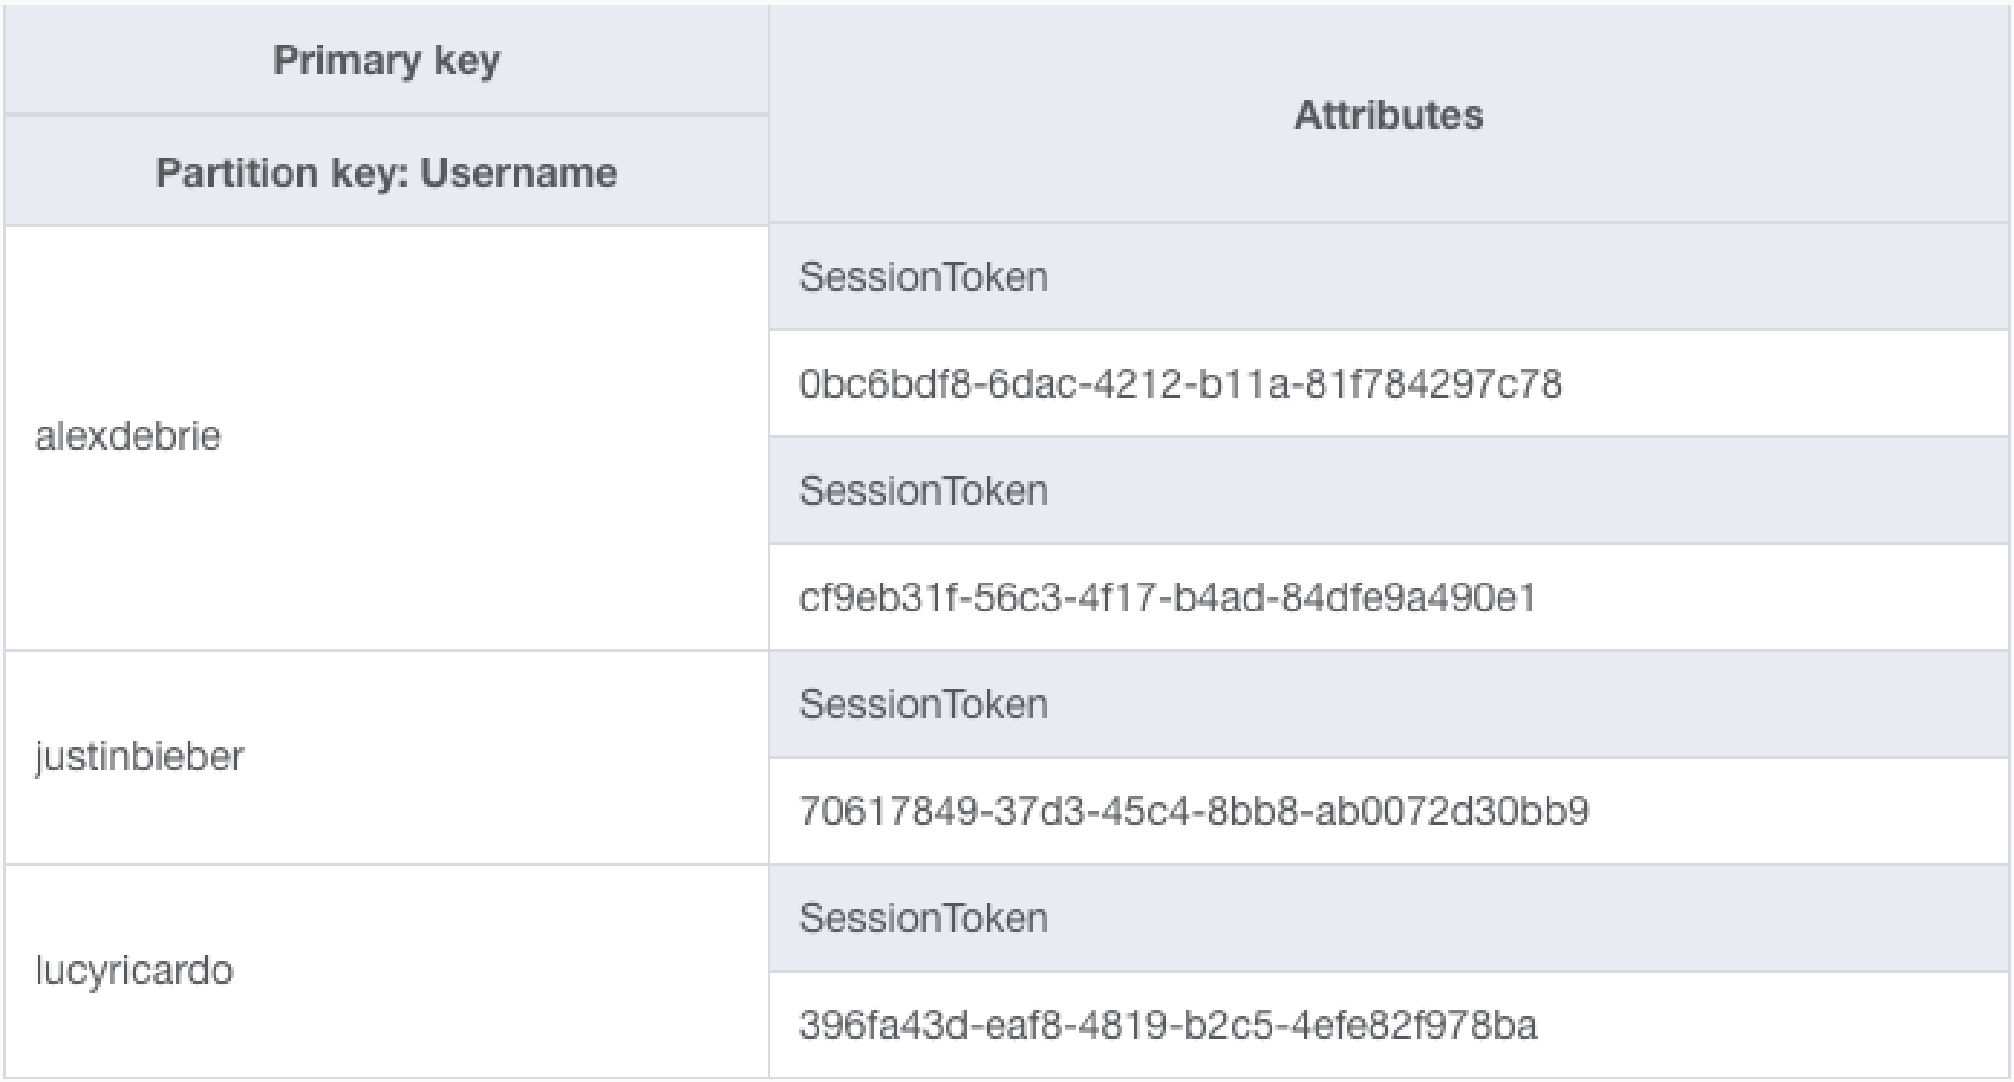 Primary key
Attributes
Partition key: Username
alexdebrie
SessionToken
0bc6bdf8-6dac-4212-b11a-81f784297c78
SessionToken
cf9eb31f-56c3-4f17-b4ad-84dfe9a490e1
justinbieber
SessionToken
70617849-37d3-45c4-8bb8-ab0072d30bb9
lucyricardo
SessionToken
396fa43d-eaf8-4819-b2c5-4efe82f978ba